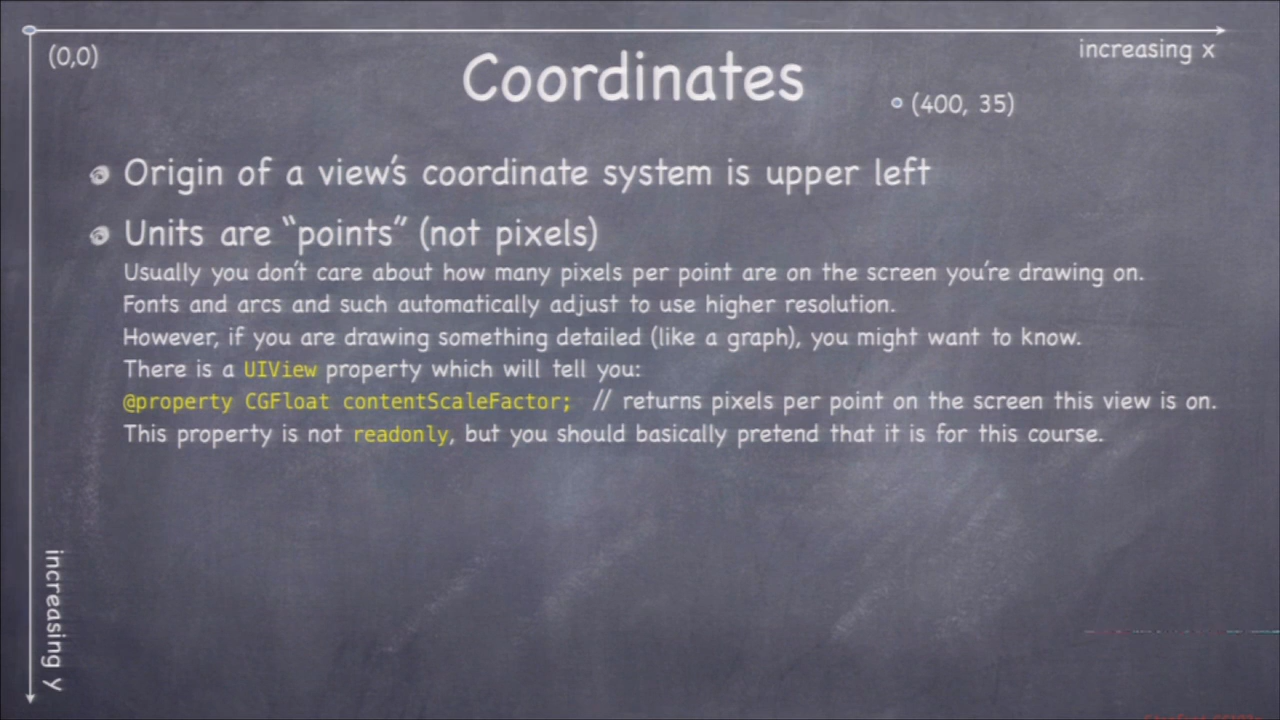 (0,0)
increasing x
Coordinates
(400, 35)
Origin of a view's coordinate system is upper left
Units are “points” (not pixels)
Usually you don't care about how many pixels per point are on the screen you're drawing on.
Fonts and arcs and such automatically adjust to use higher resolution.
However, if you are drawing something detailed (like a graph), you might want to know.
There is a UIView property which will tell you:
@property CGFloat contentScaleFactor; // returns pixels per point on the screen this view is on.
This property is not readonly, but you should basically pretend that it is for this course.
increasing y